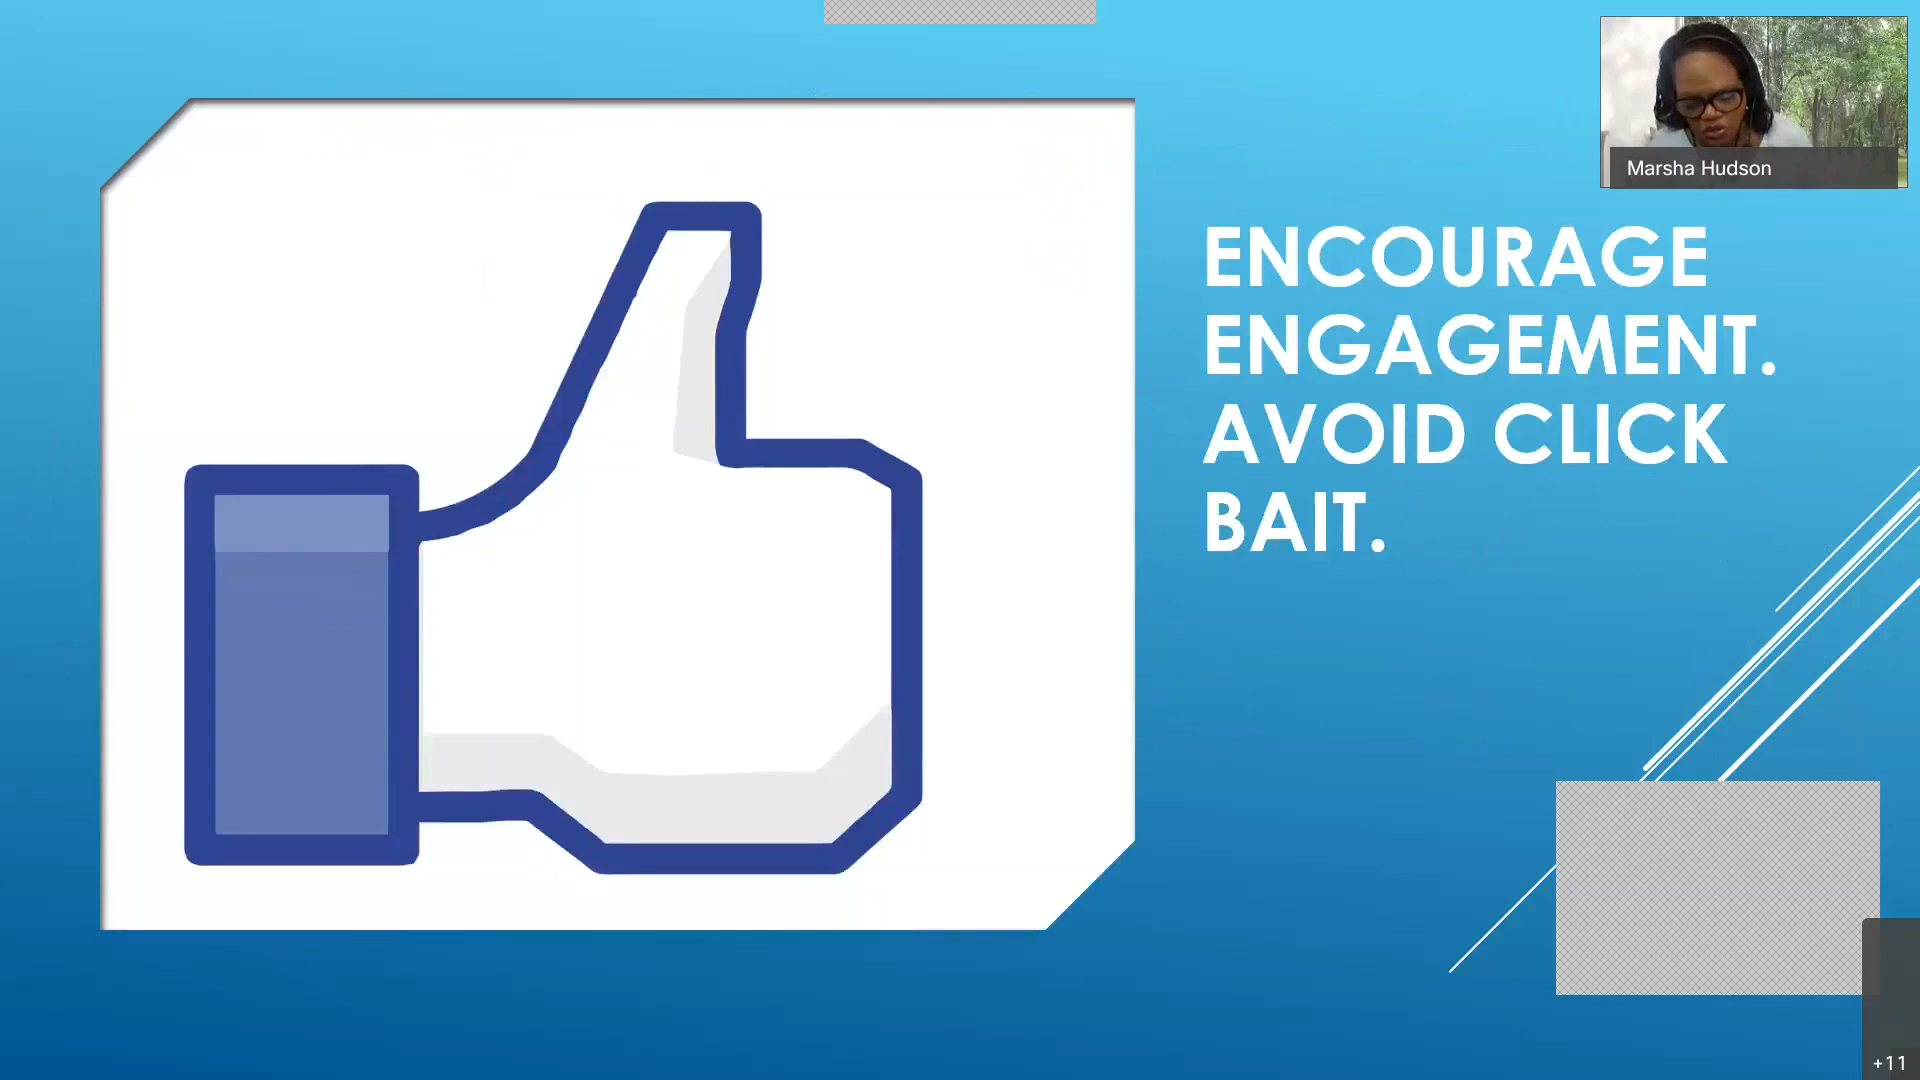 Marsha Hudson
ENCOURAGE
ENGAGEMENT.
AVOID CLICK
BAIT.
+11